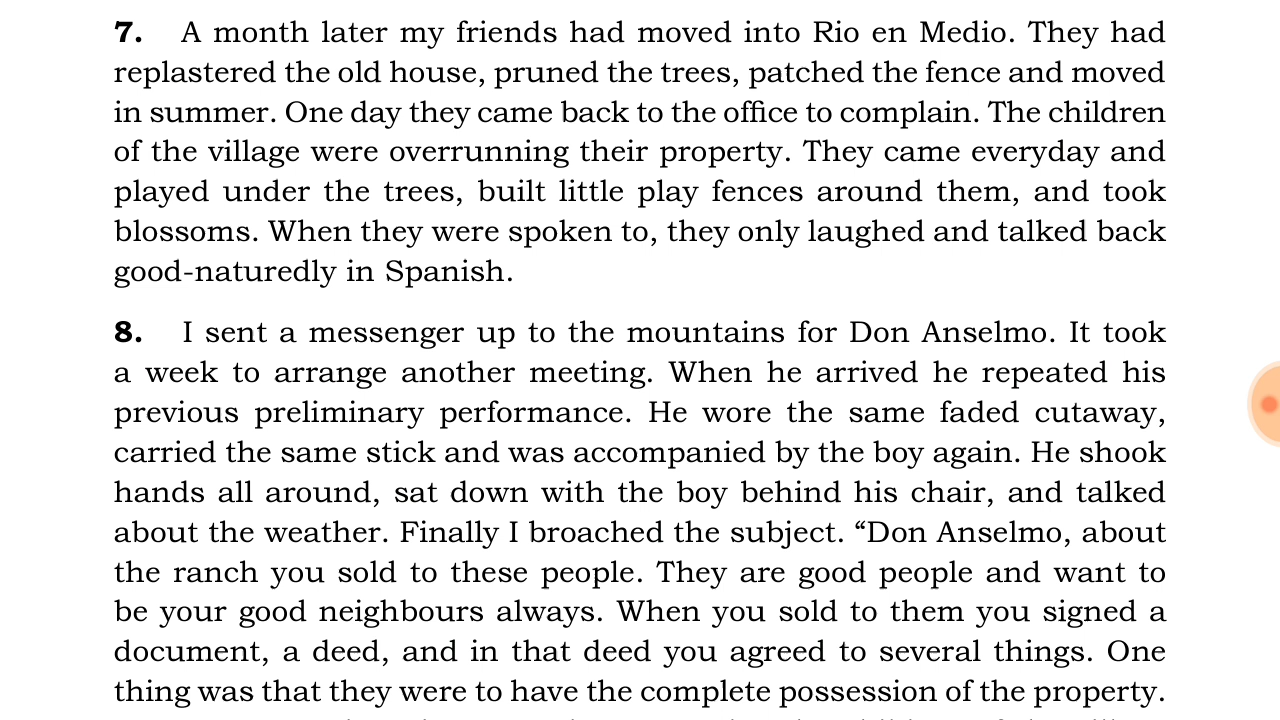 7. A month later my friends had moved into Rio en Medio. They had
replastered the old house, pruned the trees, patched the fence and moved
in summer. One day they came back to the office to complain. The children
of the village were overrunning their property. They came everyday and
played under the trees, built little play fences around them, and took
blossoms. When they were spoken to, they only laughed and talked back
good-naturedly in Spanish.
8. I sent a messenger up to the mountains for Don Anselmo. It took
a week to arrange another meeting. When he arrived he repeated his
previous preliminary performance. He wore the same faded cutaway,
carried the same stick and was accompanied by the boy again. He shook
hands all around, sat down with the boy behind his chair, and talked
about the weather. Finally I broached the subject. “Don Anselmo, about
the ranch you sold to these people. They are good people and want to
be your good neighbours always. When you sold to them you signed a
document, a deed, and in that deed you agreed to several things. One
thing was that they were to have the complete possession of the property.